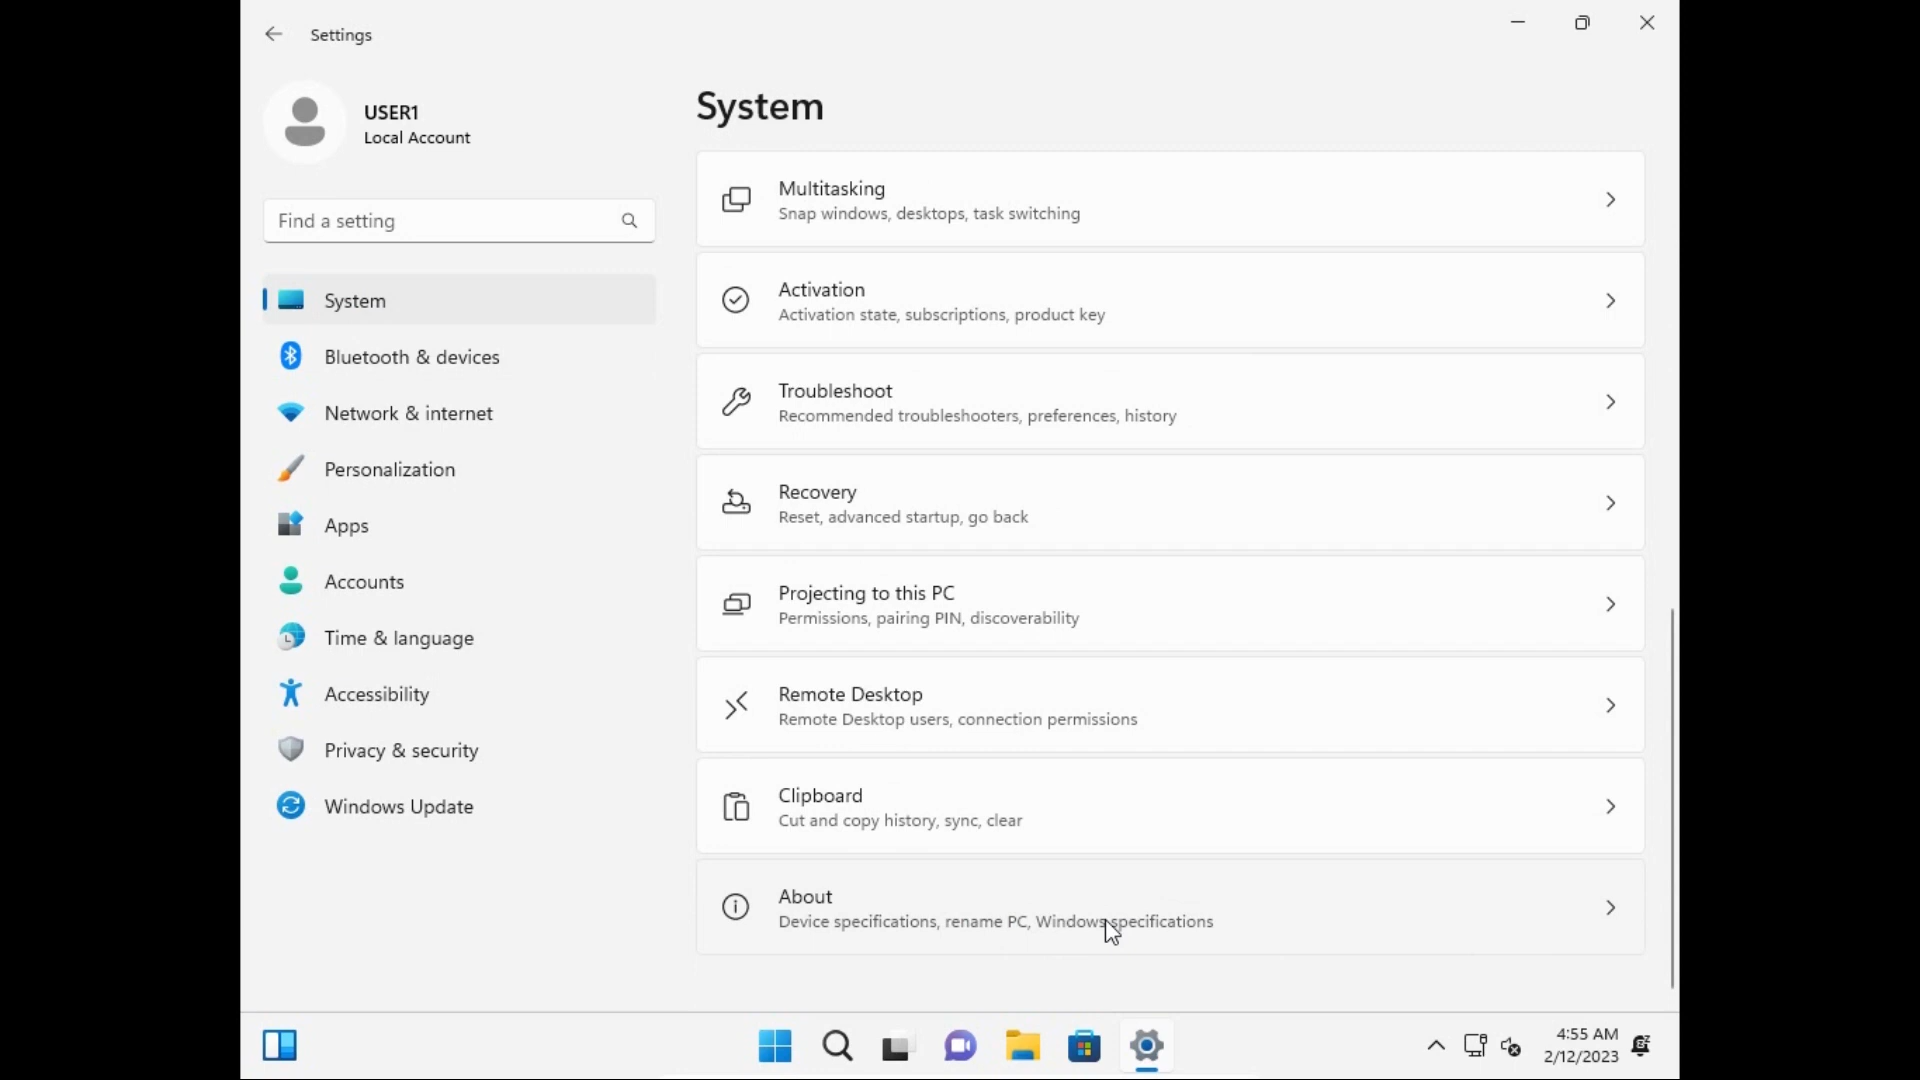 Settings
USER1
Local Account
Find a setting
System
Bluetooth & devices
Network & internet
Personalization
Apps
Accounts
Time & language
Accessibility
Privacy & security
Windows Update
System
Multitasking
Snap windows, desktops, task switching
Activation
Activation state, subscriptions, product key
Troubleshoot
Recommended troubleshooters, preferences, history
Recovery
Reset, advanced startup, go back
Projecting to this PC
Permissions, pairing PIN, discoverability
Remote Desktop
Remote Desktop users, connection permissions
Clipboard
Cut and copy history, sync, clear
About
Device specifications, rename PC, Windows specifications
4:55 AM
2/12/2023